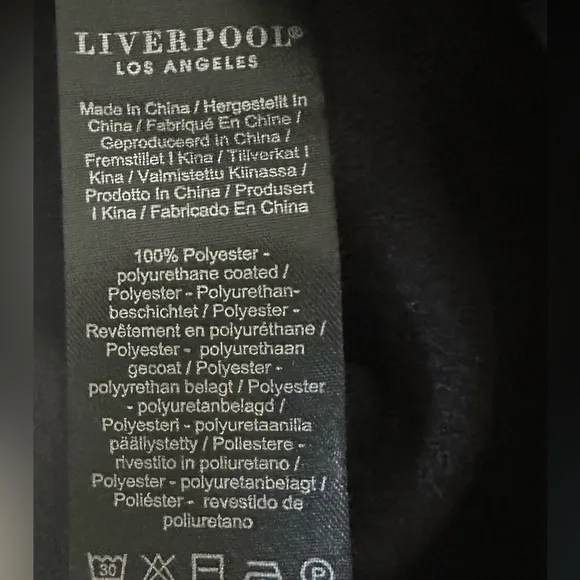 LIVERPOOL®
LOS ANGELES
Made In China / Hergestellt In
China / Fabriqué En Chine /
Geproduceerd in China /
Fremstillet I Kina / Tillverkat I
Kina / Valmistettu Kiinassa /
Prodotto In China / Produsert
I Kina / Fabricado En China
100% Polyester -
polyurethane coated /
Polyester - Polyurethan-
beschichtet / Polyester -
Revêtement en polyuréthane /
Polyester - polyurethaan
gecoat / Polyester -
polyyrethan belagt / Polyester
- polyuretanbelagd /
Polyesteri - polyuretaanilla
päällystetty / Poliestere -
rivestito in poliuretano /
Polyester - polyuretanbelagt /
Poliéster - revestido de
poliuretano
30 P